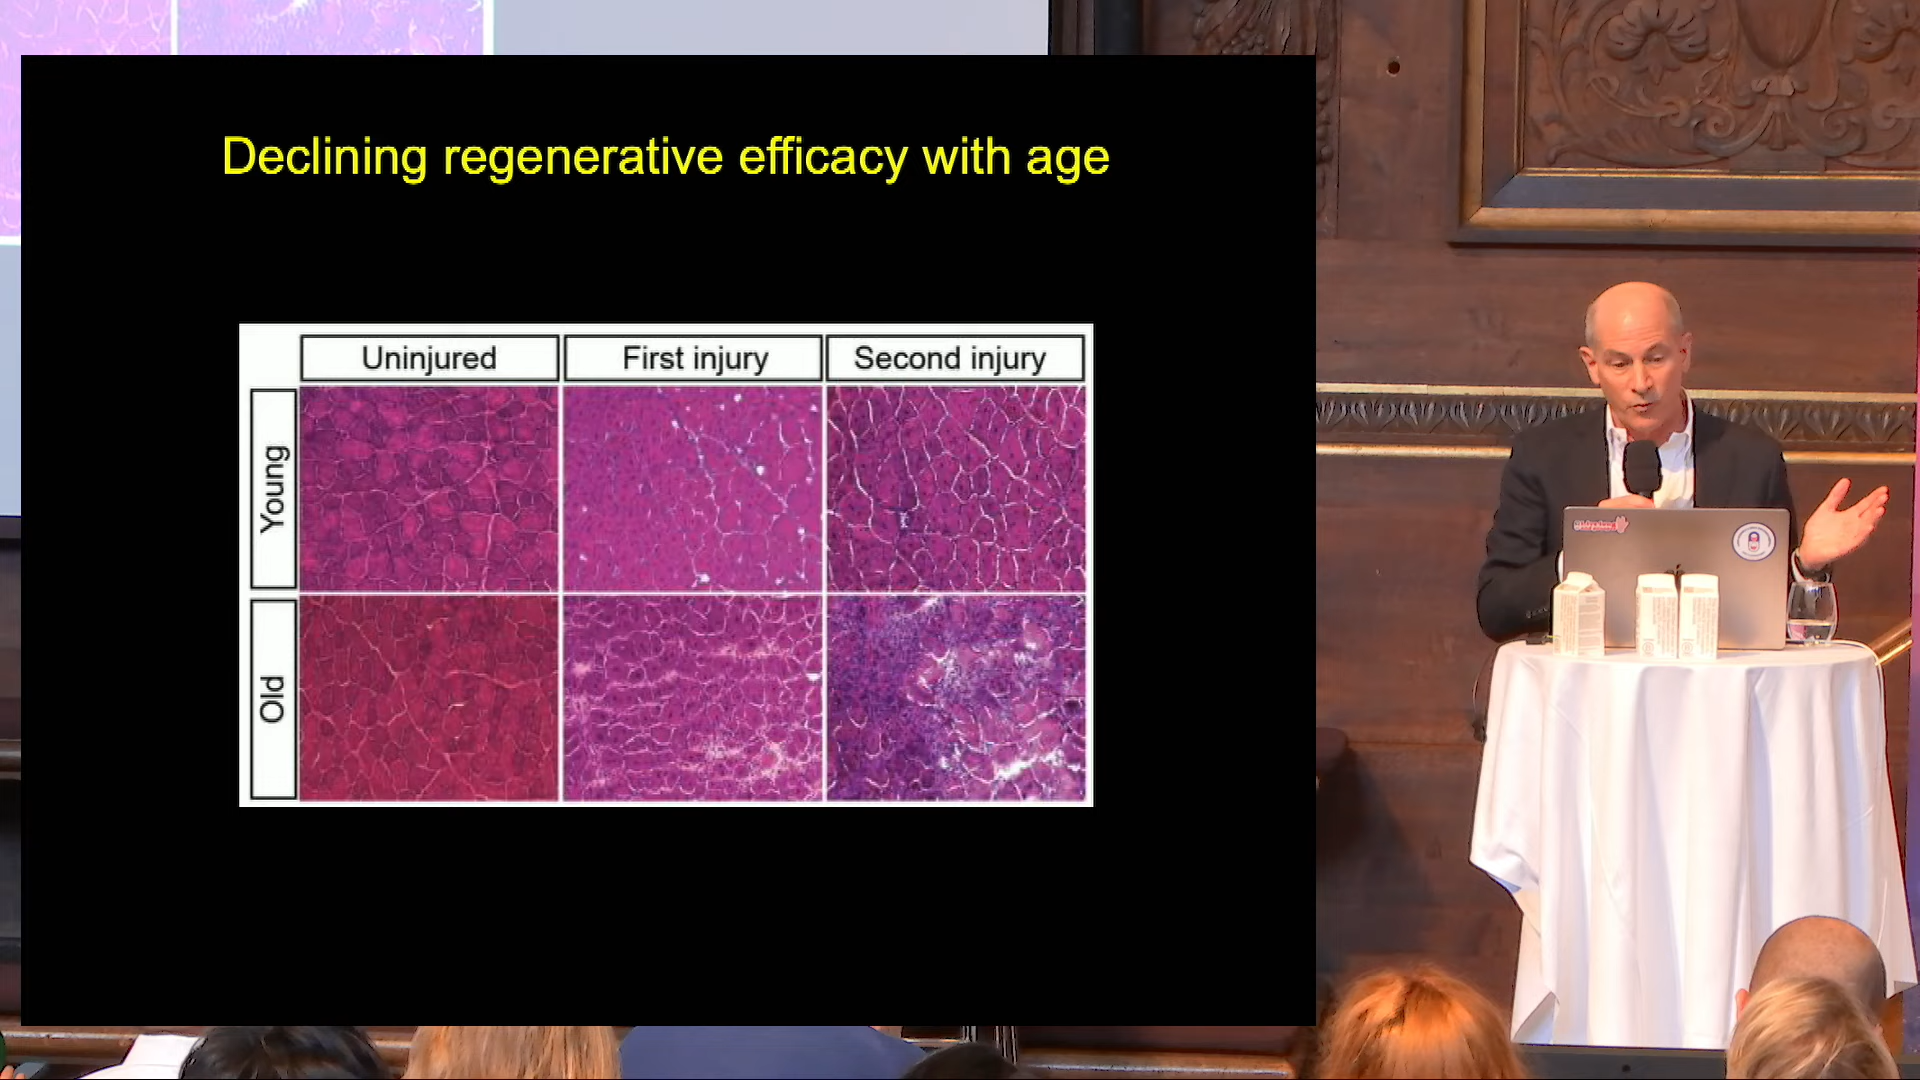 Declining regenerative efficacy with age
Uninjured
First injury
Second injury
Young
Old